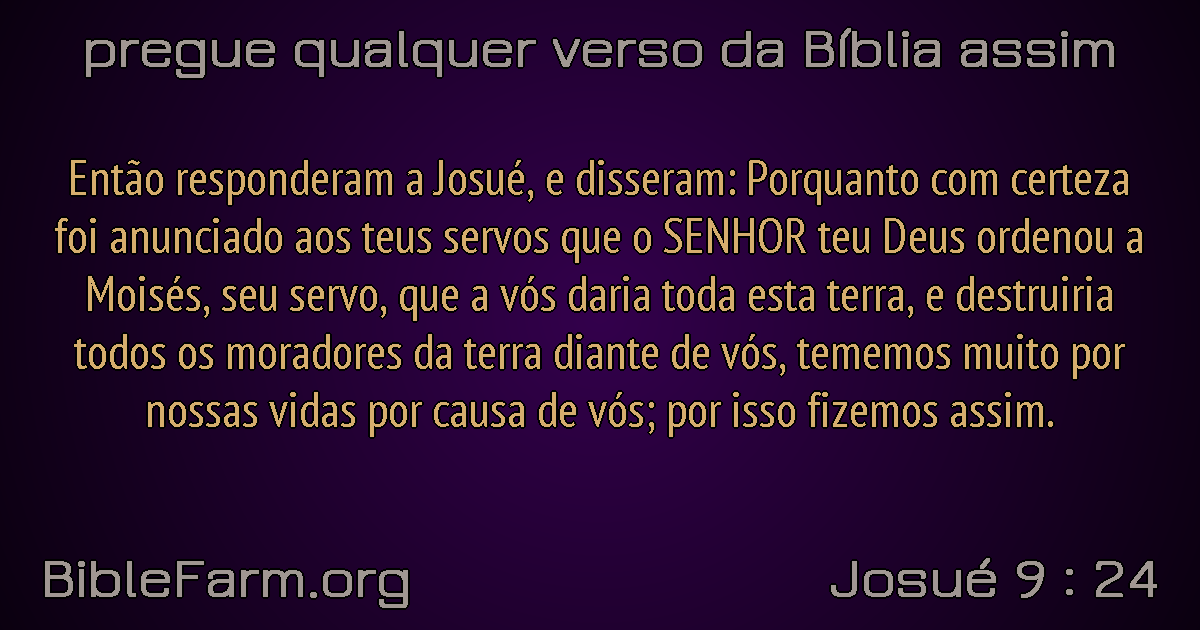 pregue qualquer verso da Bíblia assim
Então responderam a Josué, e disseram: Porquanto com certeza
foi anunciado aos teus servos que o SENHOR teu Deus ordenou a
Moisés, seu servo, que a vós daria toda esta terra, e destruiria
todos os moradores da terra diante de vós, tememos muito por
nossas vidas por causa de vós; por isso fizemos assim.
BibleFarm.org
Josué 9 : 24